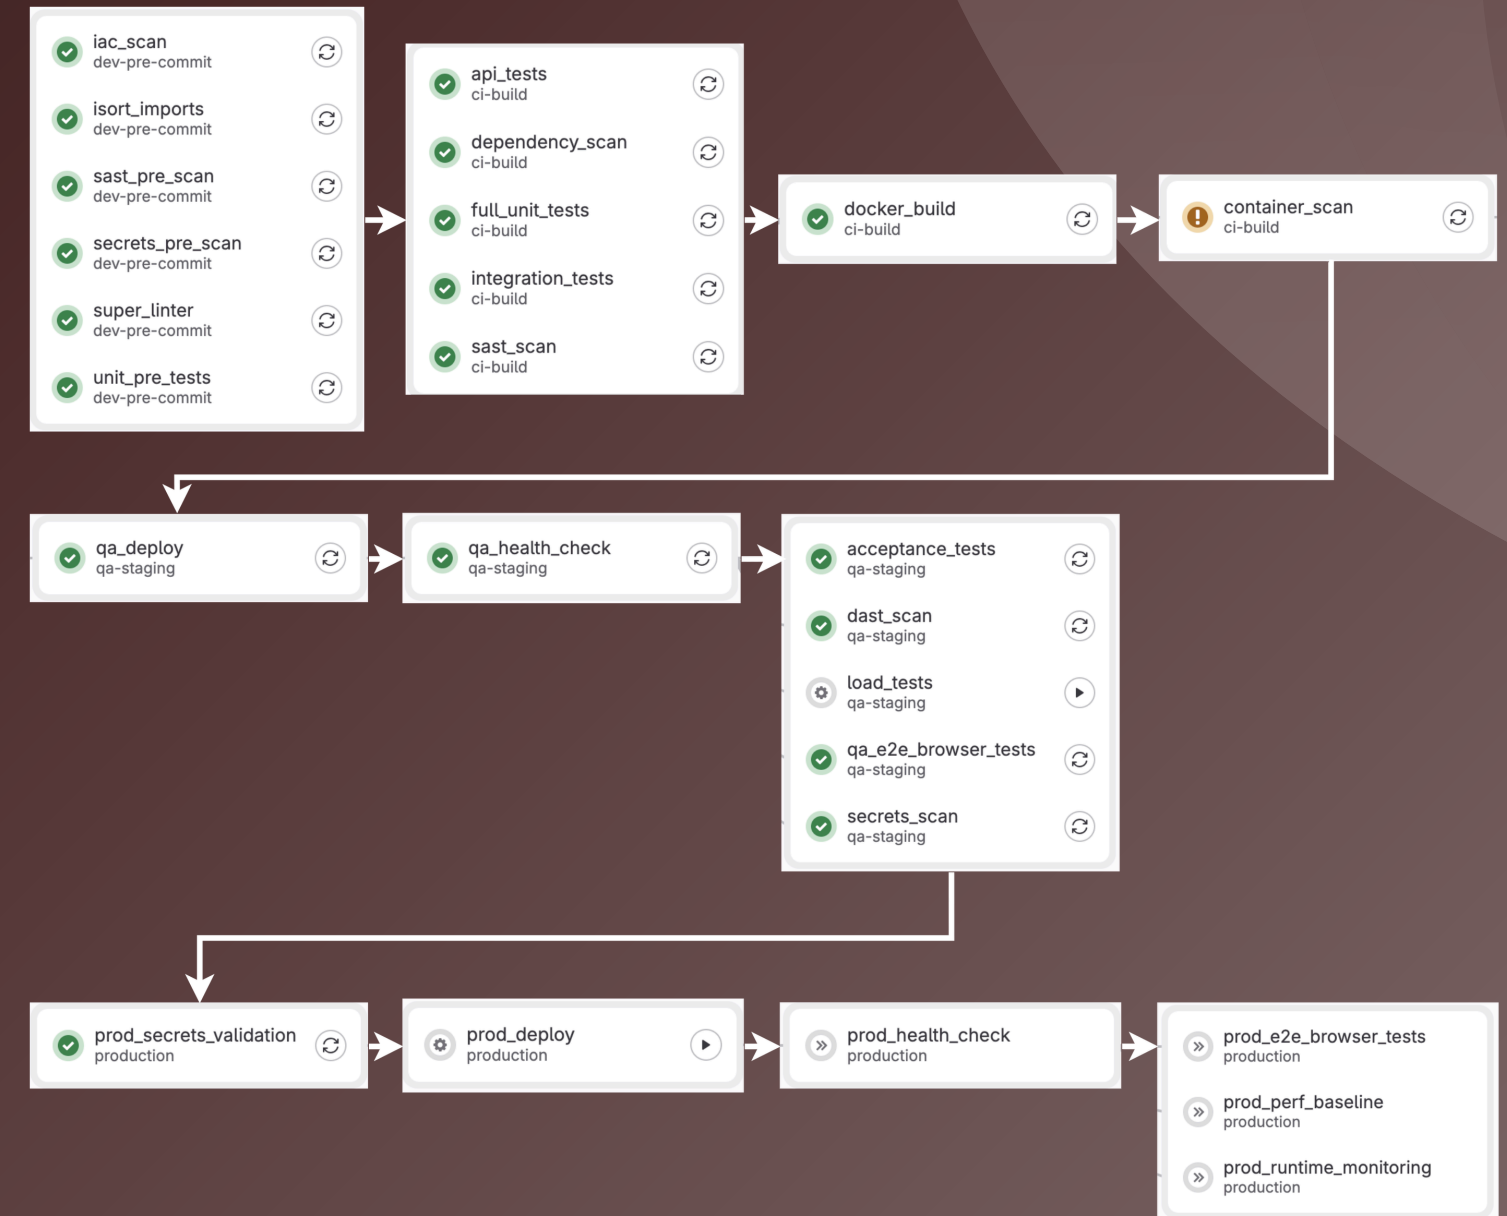 iac_scan
dev-pre-commit
isort_imports
dev-pre-commit
sast_pre_scan
dev-pre-commit
secrets_pre_scan
dev-pre-commit
super_linter
dev-pre-commit
unit_pre_tests
dev-pre-commit
api_tests
ci-build
dependency_scan
ci-build
full_unit_tests
ci-build
integration_tests
ci-build
sast_scan
ci-build
docker_build
ci-build
container_scan
ci-build
qa_deploy
qa-staging
qa_health_check
qa-staging
acceptance_tests
qa-staging
dast_scan
qa-staging
load_tests
qa-staging
qa_e2e_browser_tests
qa-staging
secrets_scan
qa-staging
prod_secrets_validation
production
prod_deploy
production
prod_health_check
production
prod_e2e_browser_tests
production
prod_perf_baseline
production
prod_runtime_monitoring
production